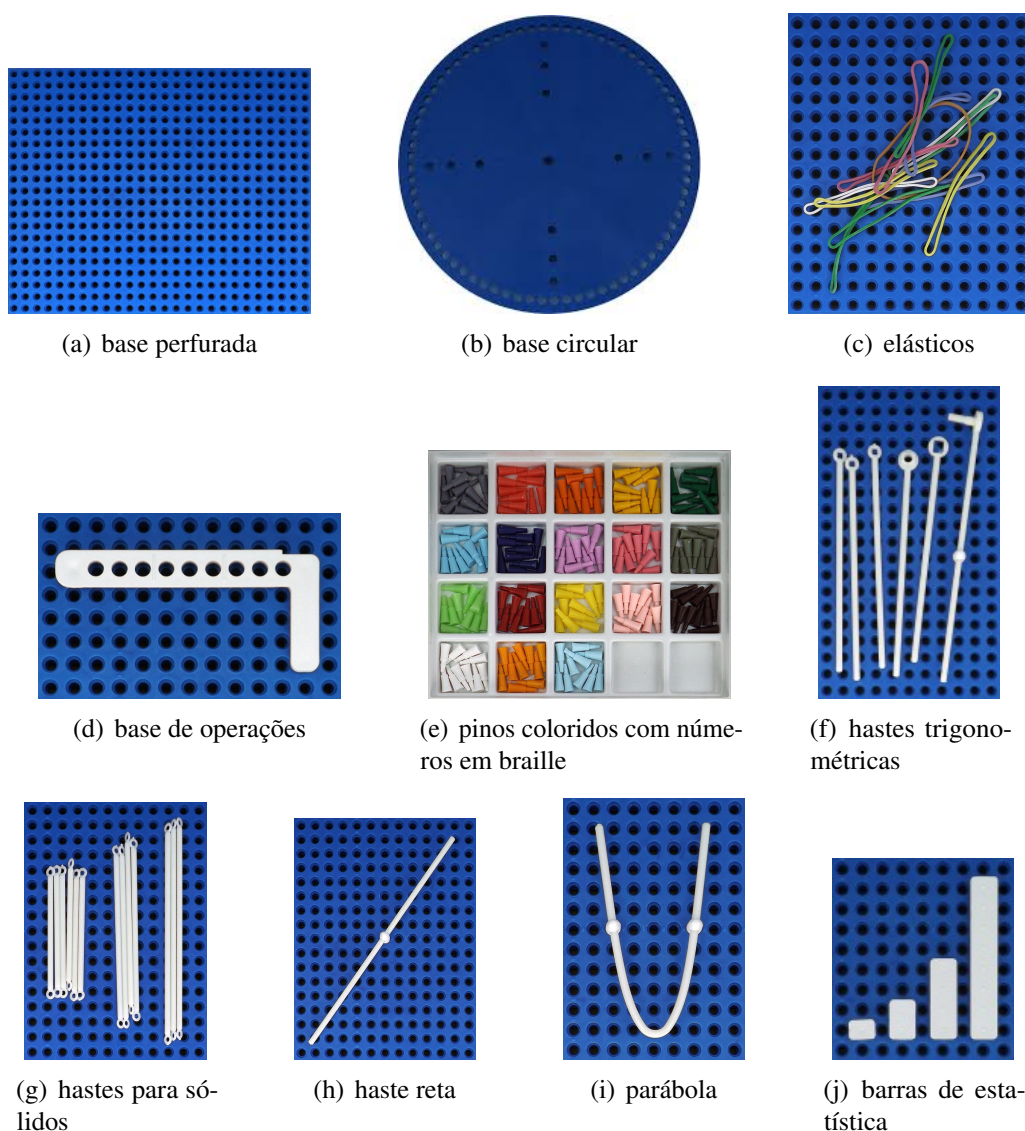 (a) base perfurada
(b) base circular
(c) elásticos
(d) base de operações
(e) pinos coloridos com núme-
ros em braille
(f) hastes trigono-
métricas
(g) hastes para só-
lidos
(h) haste reta
(i) parábola
(j) barras de esta-
tística